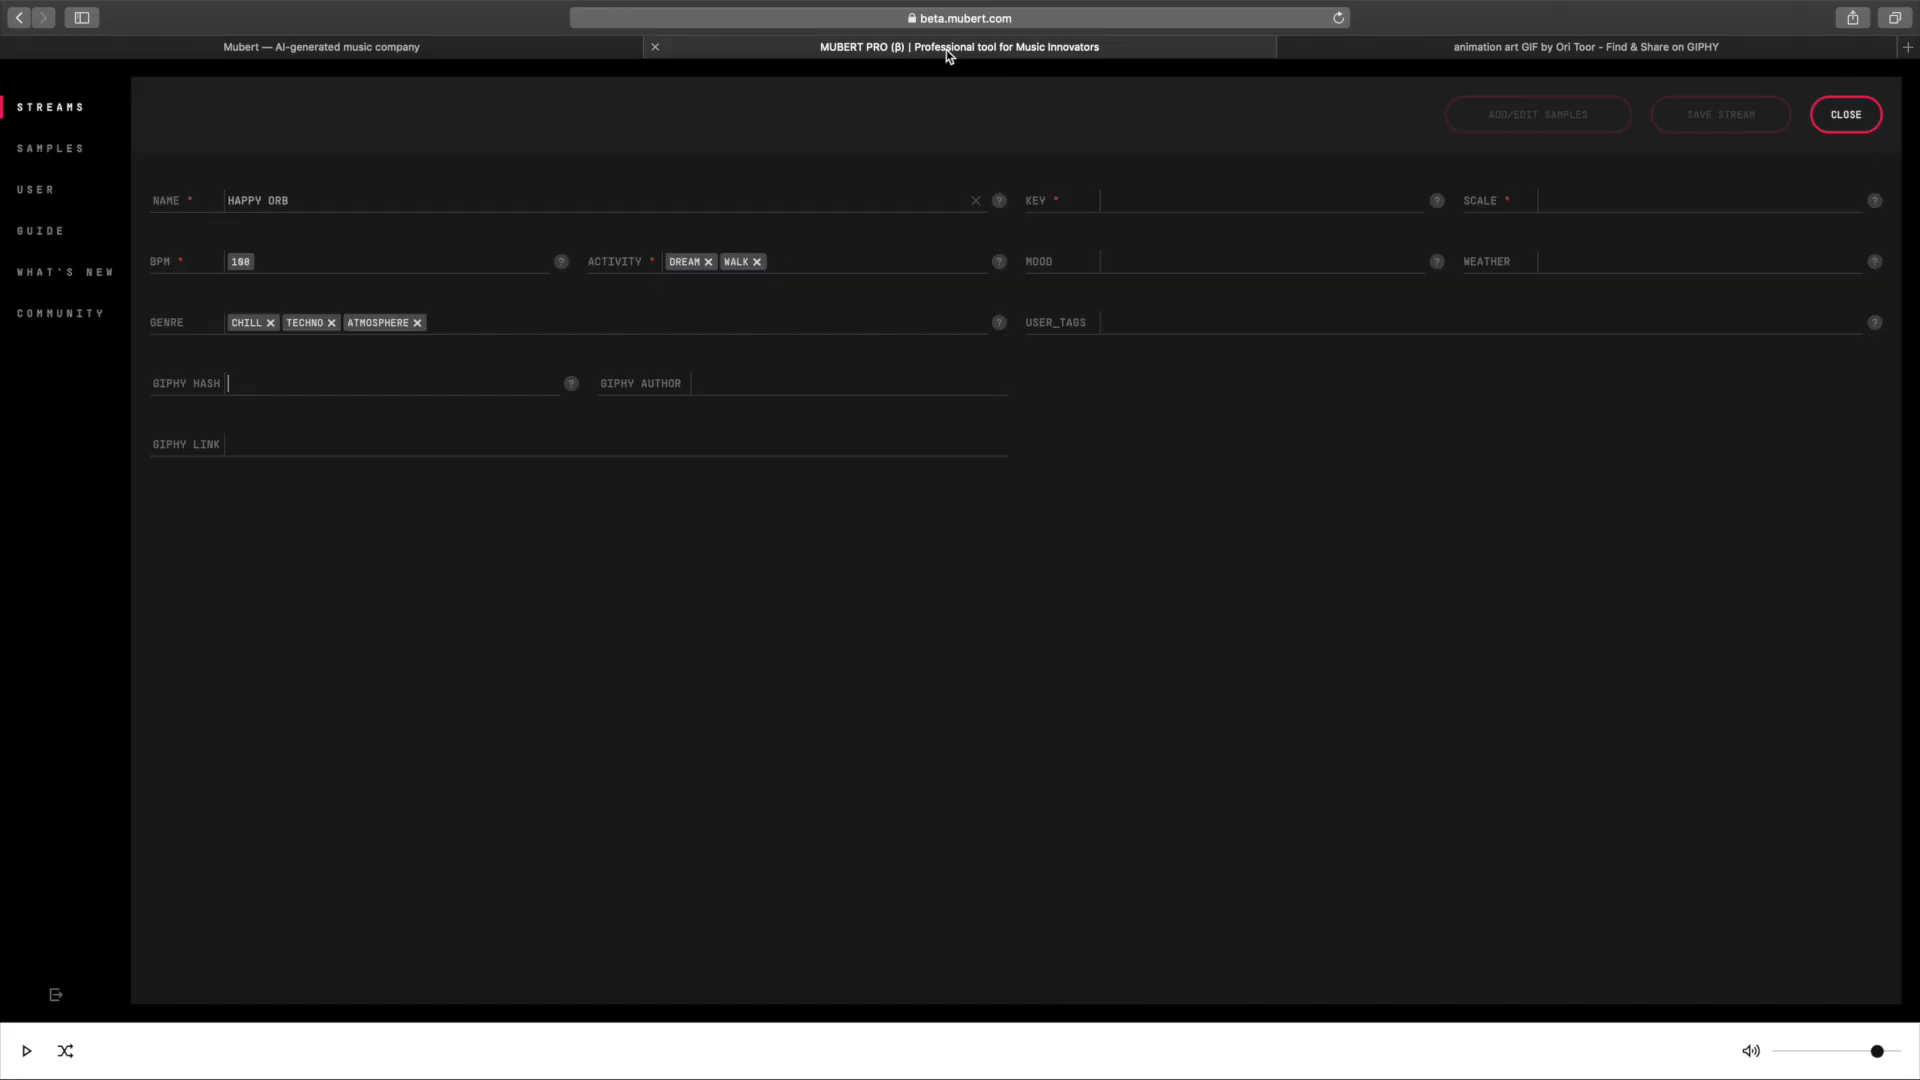 beta.mubert.com
Mubert — AI-generated music company
MUBERT PRO (β) | Professional tool for Music Innovators
animation art GIF by Ori Toor - Find & Share on GIPHY
STREAMS
SAMPLES
USER
GUIDE
WHAT'S NEW
COMMUNITY
ADD/EDIT SAMPLES
SAVE STREAM
CLOSE
NAME * HAPPY ORB ? KEY * ? SCALE * ?
BPM * 108 ? ACTIVITY * DREAM WALK ? MOOD ? WEATHER ?
GENRE CHILL TECHNO ATMOSPHERE ? USER_TAGS ?
GIPHY HASH ? GIPHY AUTHOR
GIPHY LINK